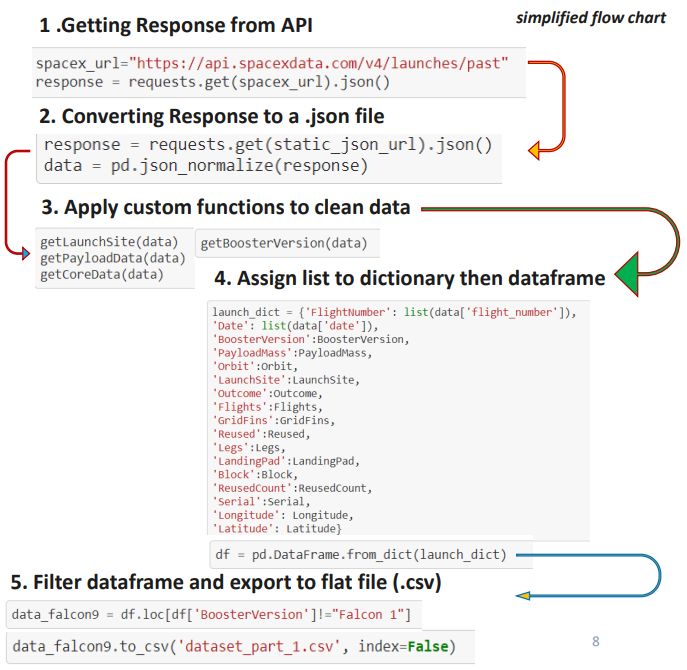 simplified flow chart
1 .Getting Response from API
spacex_url="https://api.spacexdata.com/v4/launches/past"
response = requests.get(spacex_url).json()
2. Converting Response to a .json file
response = requests.get(static_json_url).json()
data = pd.json_normalize(response)
3. Apply custom functions to clean data
getLaunchSite(data)
getPayloadData(data)
getCoreData(data)
getBoosterVersion(data)
4. Assign list to dictionary then dataframe
launch_dict = {'FlightNumber': list(data['flight_number']),
'Date': list(data['date']),
'BoosterVersion':BoosterVersion,
'PayloadMass':PayloadMass,
'Orbit':Orbit,
'LaunchSite':LaunchSite,
'Outcome':Outcome,
'Flights':Flights,
'GridFins':GridFins,
'Reused':Reused,
'Legs':Legs,
'LandingPad':LandingPad,
'Block':Block,
'ReusedCount':ReusedCount,
'Serial':Serial,
'Longitude': Longitude,
'Latitude': Latitude}
df = pd.DataFrame.from_dict(launch_dict)
5. Filter dataframe and export to flat file (.csv)
data_falcon9 = df.loc[df['BoosterVersion']!="Falcon 1"]
data_falcon9.to_csv('dataset_part_1.csv', index=False)
8